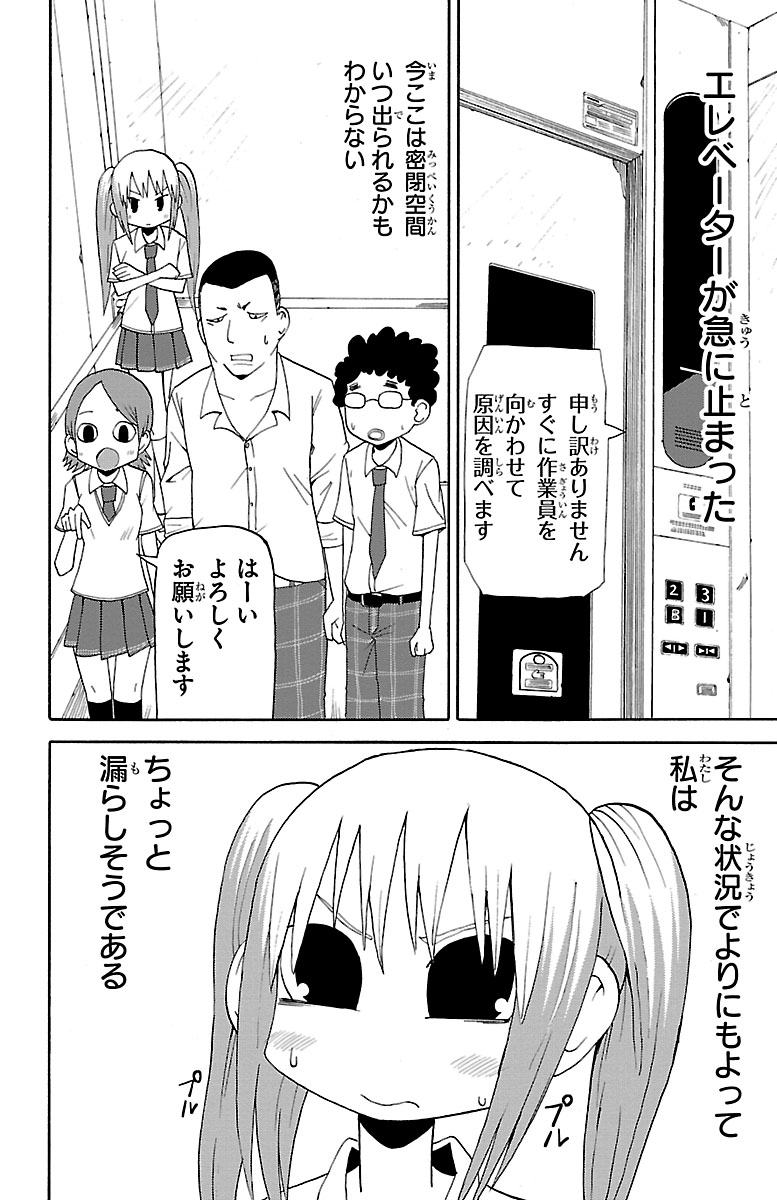 エレベーターが急に止まった
申し訳ありません
すぐに作業員を
向かわせて
原因を調べます
2 3
B 1
今ここは密閉空間
いつ出られるかも
わからない
はーい
よろしく
お願いします
そんな状況でよりにもよって
私は
ちょっと
漏らしそうである
プル
プル